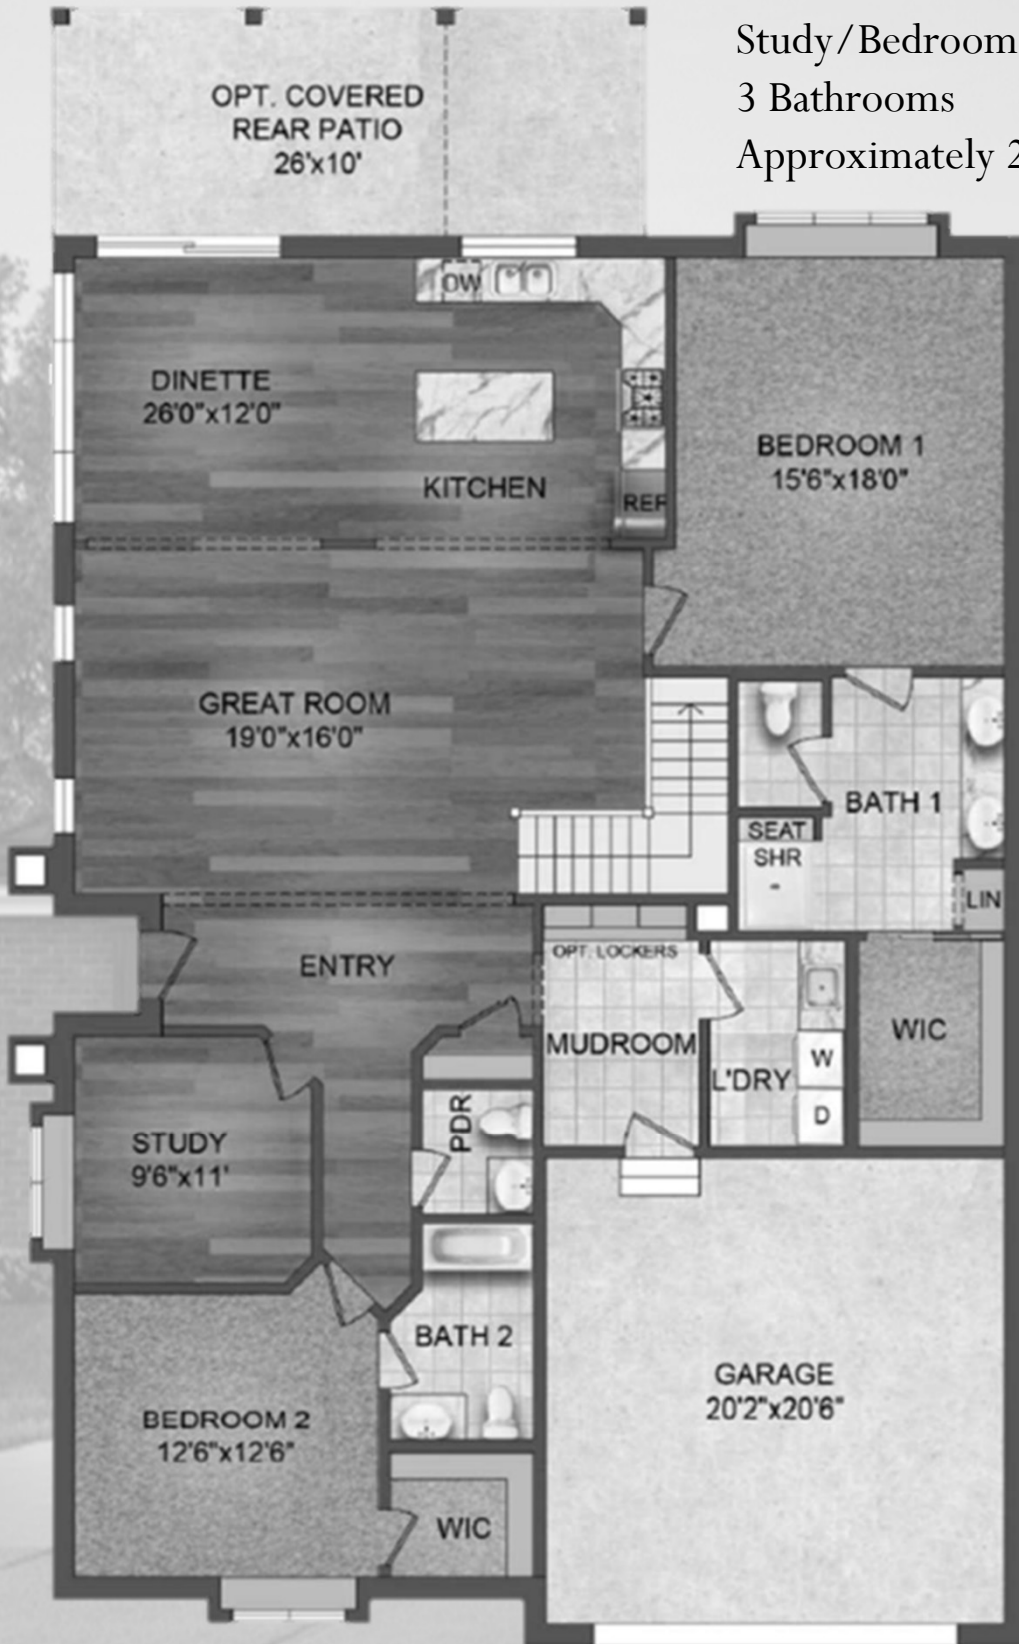 Study/Bedroom
3 Bathrooms
Approximately 2
OPT. COVERED
REAR PATIO
26'x10'
DW
DINETTE
26'0"x12'0"
KITCHEN
REF
BEDROOM 1
15'6"x18'0"
GREAT ROOM
19'0"x16'0"
BATH 1
SEAT
SHR
LIN
ENTRY
OPT. LOCKERS
MUDROOM
L'DRY
W
D
WIC
PDR
STUDY
9'6"x11'
BATH 2
BEDROOM 2
12'6"x12'6"
WIC
GARAGE
20'2"x20'6"